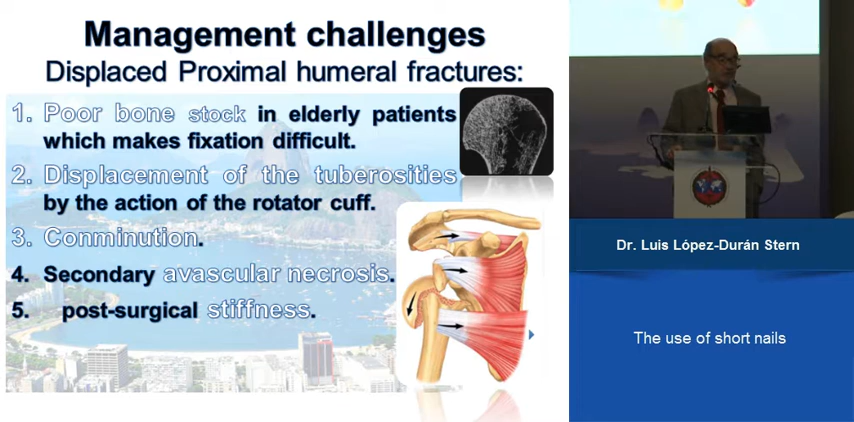 Management challenges
Displaced Proximal humeral fractures:
1. Poor bone stock in elderly patients
which makes fixation difficult.
2. Displacement of the tuberosities
by the action of the rotator cuff.
3. Conminution.
4. Secondary avascular necrosis.
5. post-surgical stiffness.
Dr. Luis López-Durán Stern
The use of short nails